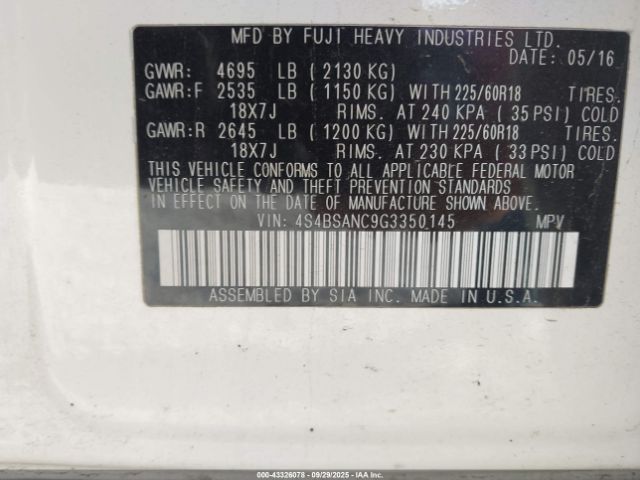 MFD BY FUJI HEAVY INDUSTRIES LTD.
DATE: 05/16
GVWR: 4695 LB ( 2130 KG)
GAWR:F 2535 LB ( 1150 KG) WITH 225/60R18 TIRES.
18X7J RIMS. AT 240 KPA ( 35 PSI) COLD
GAWR:R 2645 LB ( 1200 KG) WITH 225/60R18 TIRES.
18X7J RIMS. AT 230 KPA ( 33 PSI) COLD
THIS VEHICLE CONFORMS TO ALL APPLICABLE FEDERAL MOTOR
VEHICLE SAFETY AND THEFT PREVENTION STANDARDS
IN EFFECT ON THE DATE OF MANUFACTURE SHOWN ABOVE.
VIN: 4S4BSANC9G3350145 MPV
ASSEMBLED BY SIA INC. MADE IN U.S.A.
000-43326078 - 09/29/2025 - IAAI.COM